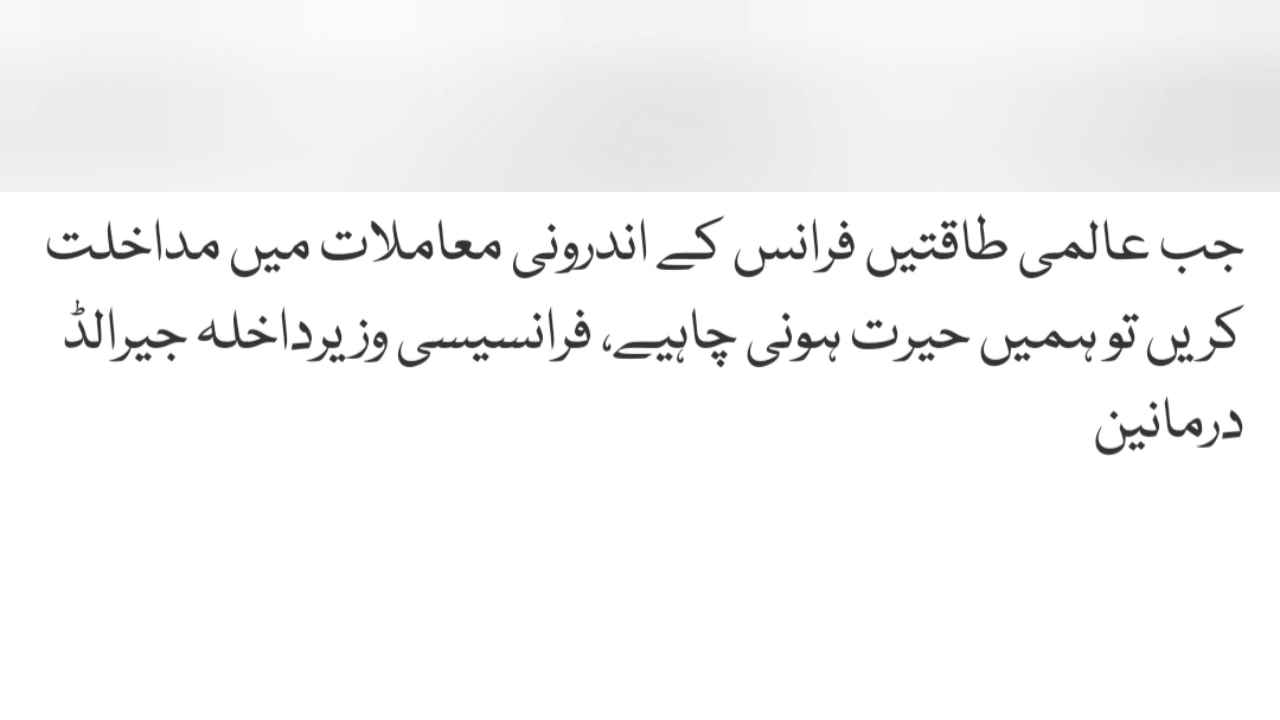 جب عالمی طاقتیں فرانس کے اندرونی معاملات میں مداخلت
کریں تو ہمیں حیرت ہونی چاہیے، فرانسیسی وزیرداخلہ جیرالڈ
درمانین